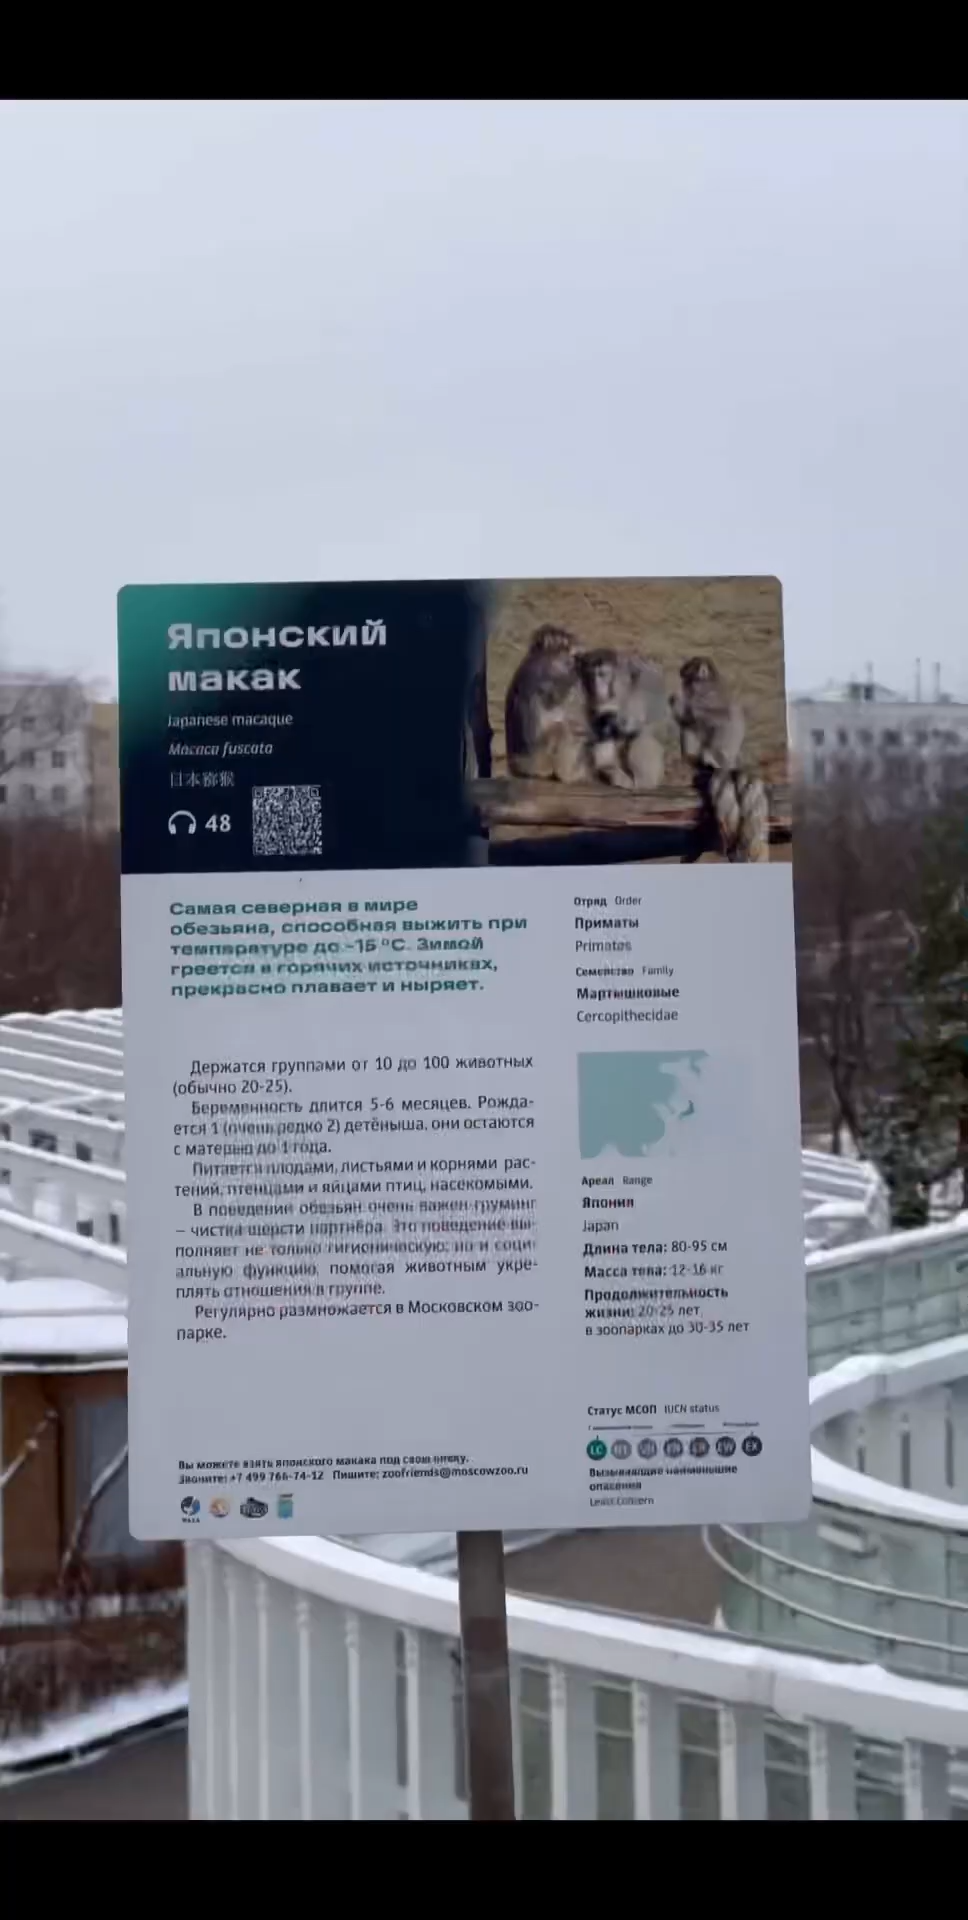 Японский
макак
Japanese macaque
Macaca fuscata
日本猕猴
48
Самая северная в мире
обезьяна, способная выжить при
температуре до -15 °C. Зимой
греется в горячих источниках,
прекрасно плавает и ныряет.
Держатся группами от 10 до 100 животных
(обычно 20-25).
Беременность длится 5-6 месяцев. Рожда-
ется 1 (очень редко 2) детёныша, они остаются
с матерью до 1 года.
Питается плодами, листьями и корнями рас-
тений, птенцами и яйцами птиц, насекомыми.
В поведении обезьян очень важен груминг
– чистка шерсти партнёра. Это поведение вы-
полняет не только гигиеническую, но и соци-
альную функцию, помогая животным укре-
плять отношения в группе.
Регулярно размножается в Московском зоо-
парке.
Вы можете взять японского макака под свою опеку.
Звоните: +7 499 766-74-12 Пишите: zoofriends@moscowzoo.ru
Отряд Order
Приматы
Primates
Семейство Family
Мартышковые
Cercopithecidae
Ареал Range
Япония
Japan
Длина тела: 80-95 см
Масса тела: 12-16 кг
Продолжительность
жизни: 20-25 лет,
в зоопарках до 30-35 лет
Статус МСОП IUCN status
LC NT VU EN CR EW EX
Вызывающие наименьшие
опасения
Least Concern